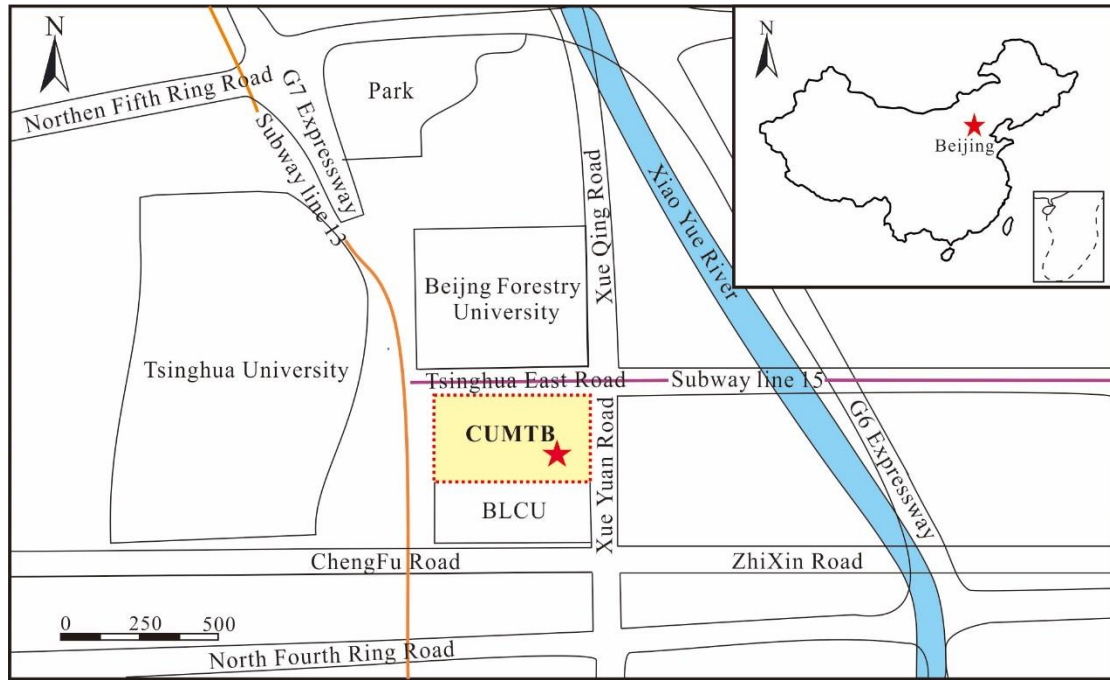 N
Northen Fifth Ring Road
G7 Expressway
Subway line 13
Park
Xue Qing Road
Xiao Yue River
N
Beijing
Beijng Forestry
University
Tsinghua University
Tsinghua East Road
Subway line 15
CUMTB
BLCU
Xue Yuan Road
G6 Expressway
ChengFu Road
ZhiXin Road
0 250 500
North Fourth Ring Road